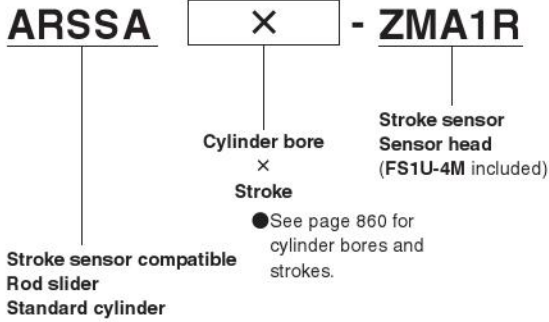 ARSSA × - ZMA1R
Stroke sensor
Sensor head
(FS1U-4M included)
Cylinder bore
×
Stroke
●See page 860 for
cylinder bores and
strokes.
Stroke sensor compatible
Rod slider
Standard cylinder